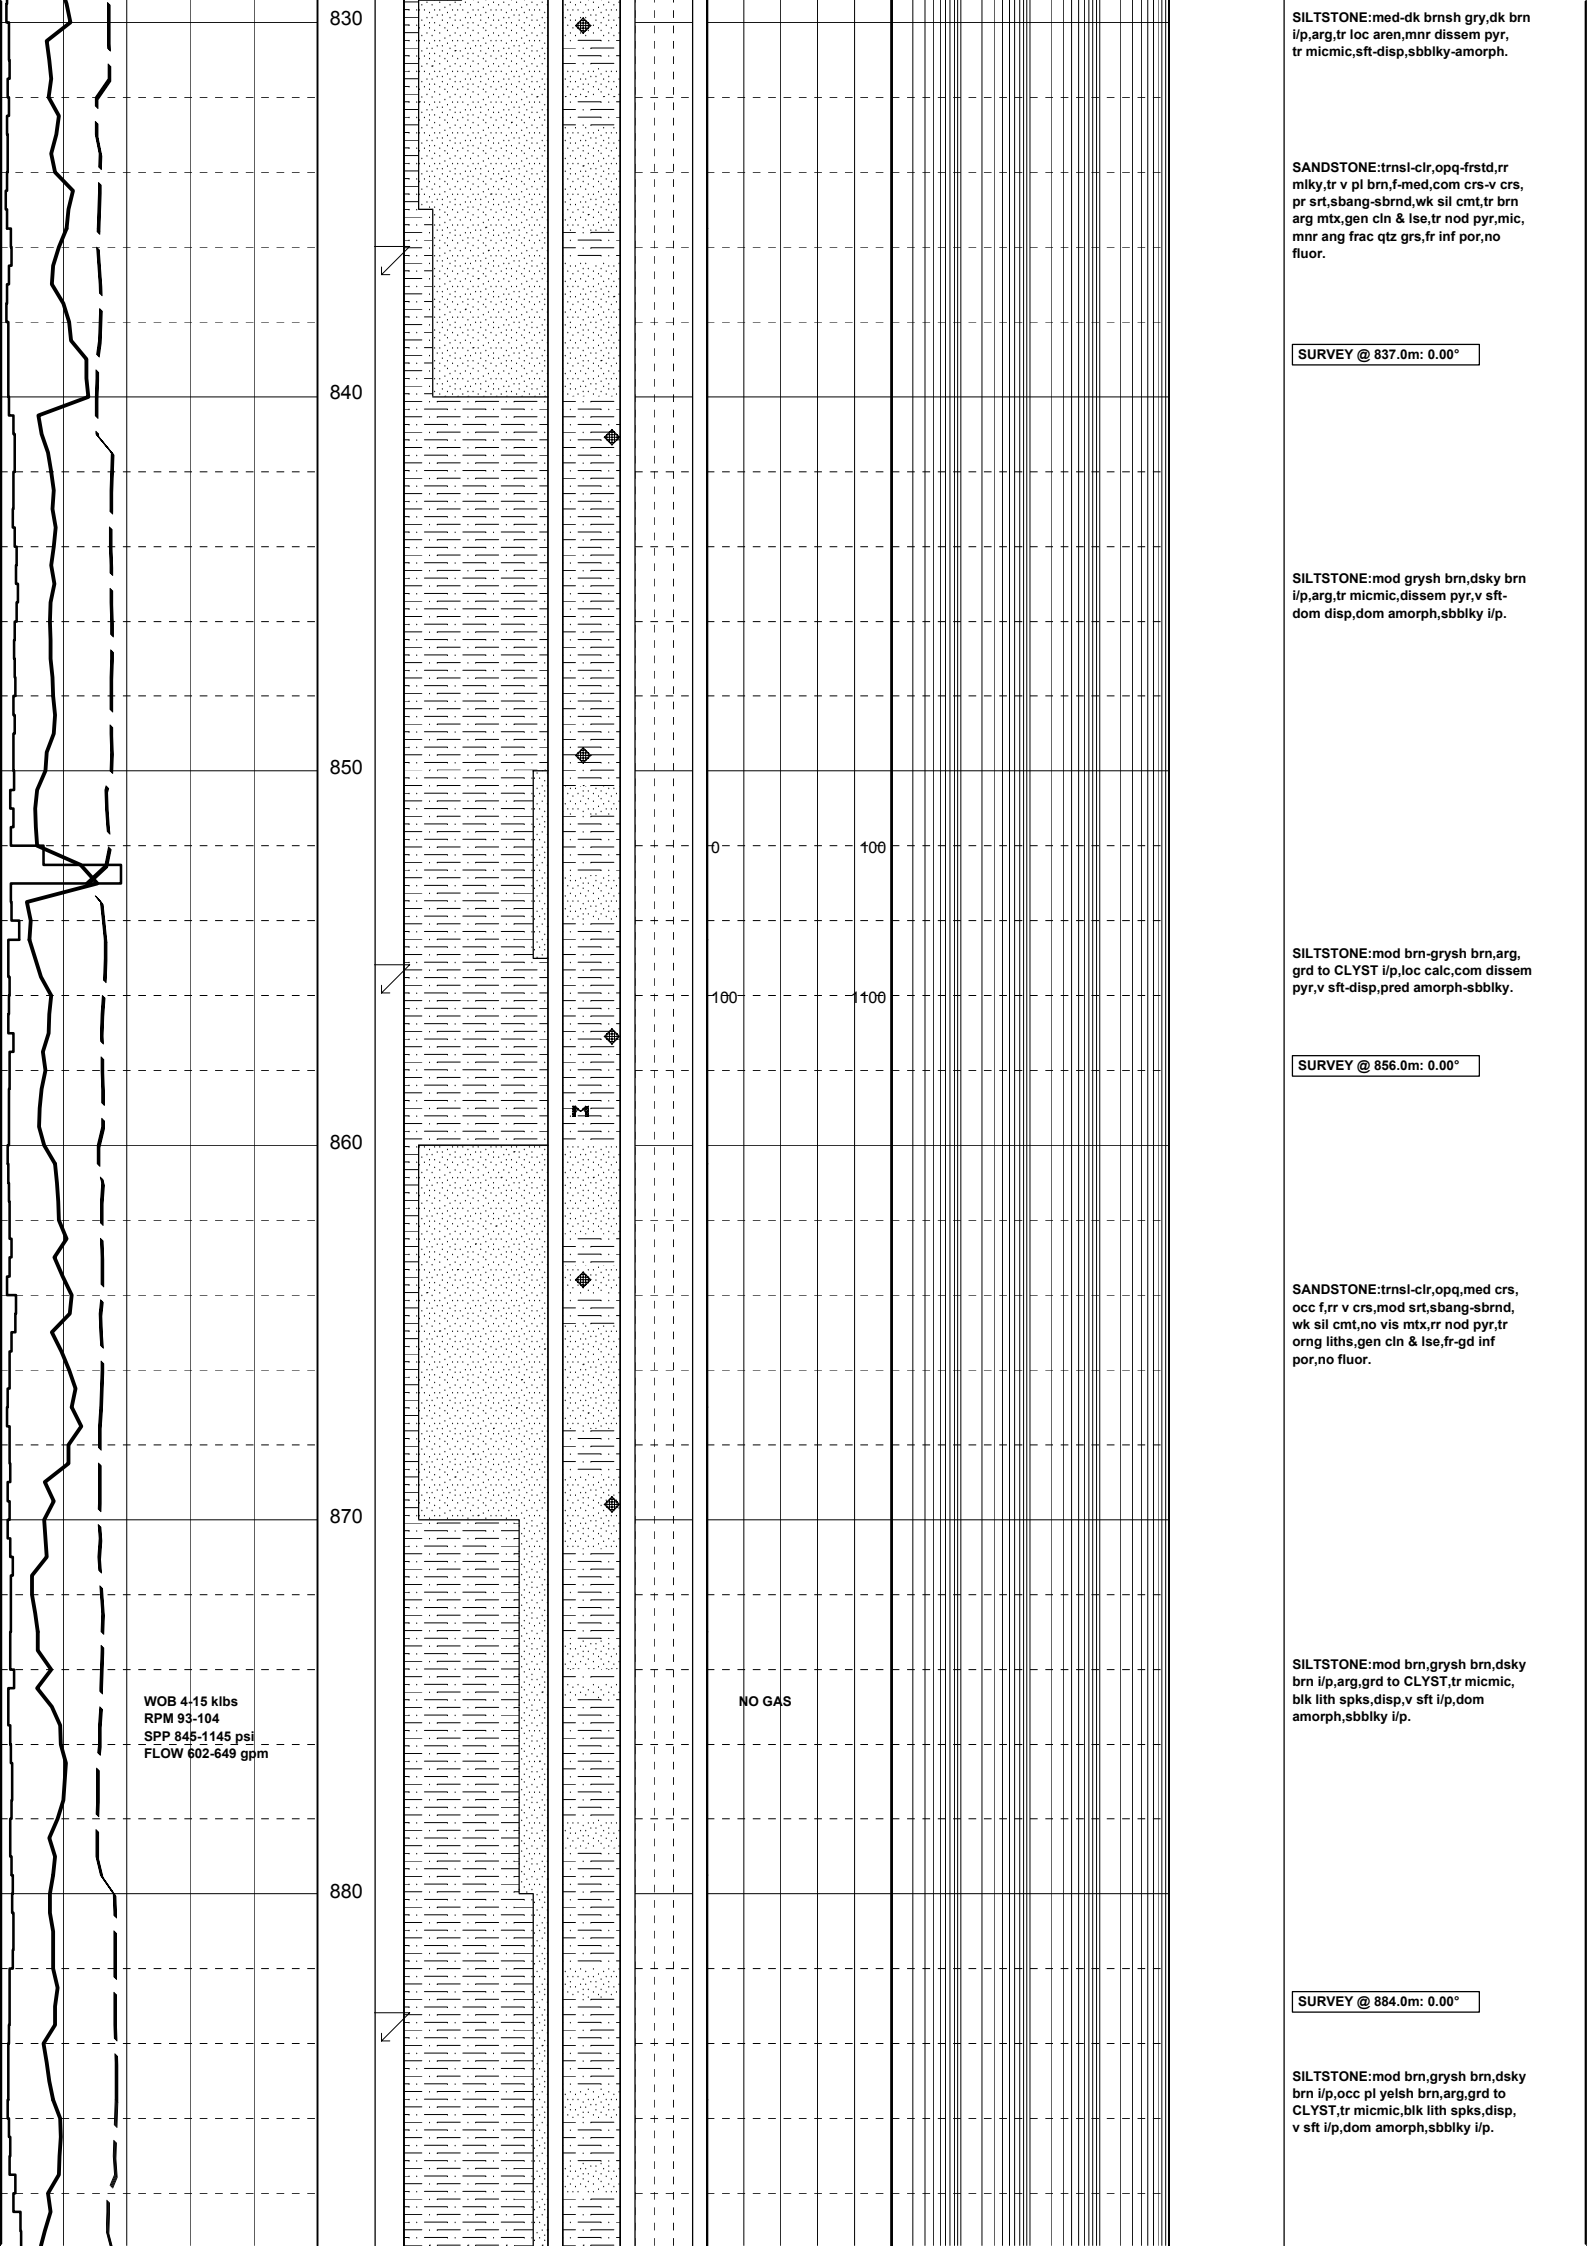 830
SILTSTONE:med-dk brnsh gry,dk brn
i/p,arg,tr loc aren,mnr dissem pyr,
tr micmic,sft-disp,sbblky-amorph.
SANDSTONE:trnsl-clr,opq-frstd,rr
mlky,tr v pl brn,f-med,com crs-v crs,
pr srt,sbang-sbrnd,wk sil cmt,tr brn
arg mtx,gen cln & lse,tr nod pyr,mic,
mnr ang frac qtz grs,fr inf por,no
fluor.
SURVEY @ 837.0m: 0.00°
840
SILTSTONE:mod grysh brn,dsky brn
i/p,arg,tr micmic,dissem pyr,v sft-
dom disp,dom amorph,sbblky i/p.
850
0 100
SILTSTONE:mod brn-grysh brn,arg,
grd to CLYST i/p,loc calc,com dissem
pyr,v sft-disp,pred amorph-sbblky.
100 1100
SURVEY @ 856.0m: 0.00°
M
860
SANDSTONE:trnsl-clr,opq,med crs,
occ f,rr v crs,mod srt,sbang-sbrnd,
wk sil cmt,no vis mtx,rr nod pyr,tr
orng liths,gen cln & lse,fr-gd inf
por,no fluor.
870
SILTSTONE:mod brn,grysh brn,dsky
brn i/p,arg,grd to CLYST,tr micmic,
blk lith spks,disp,v sft i/p,dom
amorph,sbblky i/p.
WOB 4-15 klbs
RPM 93-104
SPP 845-1145 psi
FLOW 602-649 gpm
NO GAS
880
SURVEY @ 884.0m: 0.00°
SILTSTONE:mod brn,grysh brn,dsky
brn i/p,occ pl yelsh brn,arg,grd to
CLYST,tr micmic,blk lith spks,disp,
v sft i/p,dom amorph,sbblky i/p.